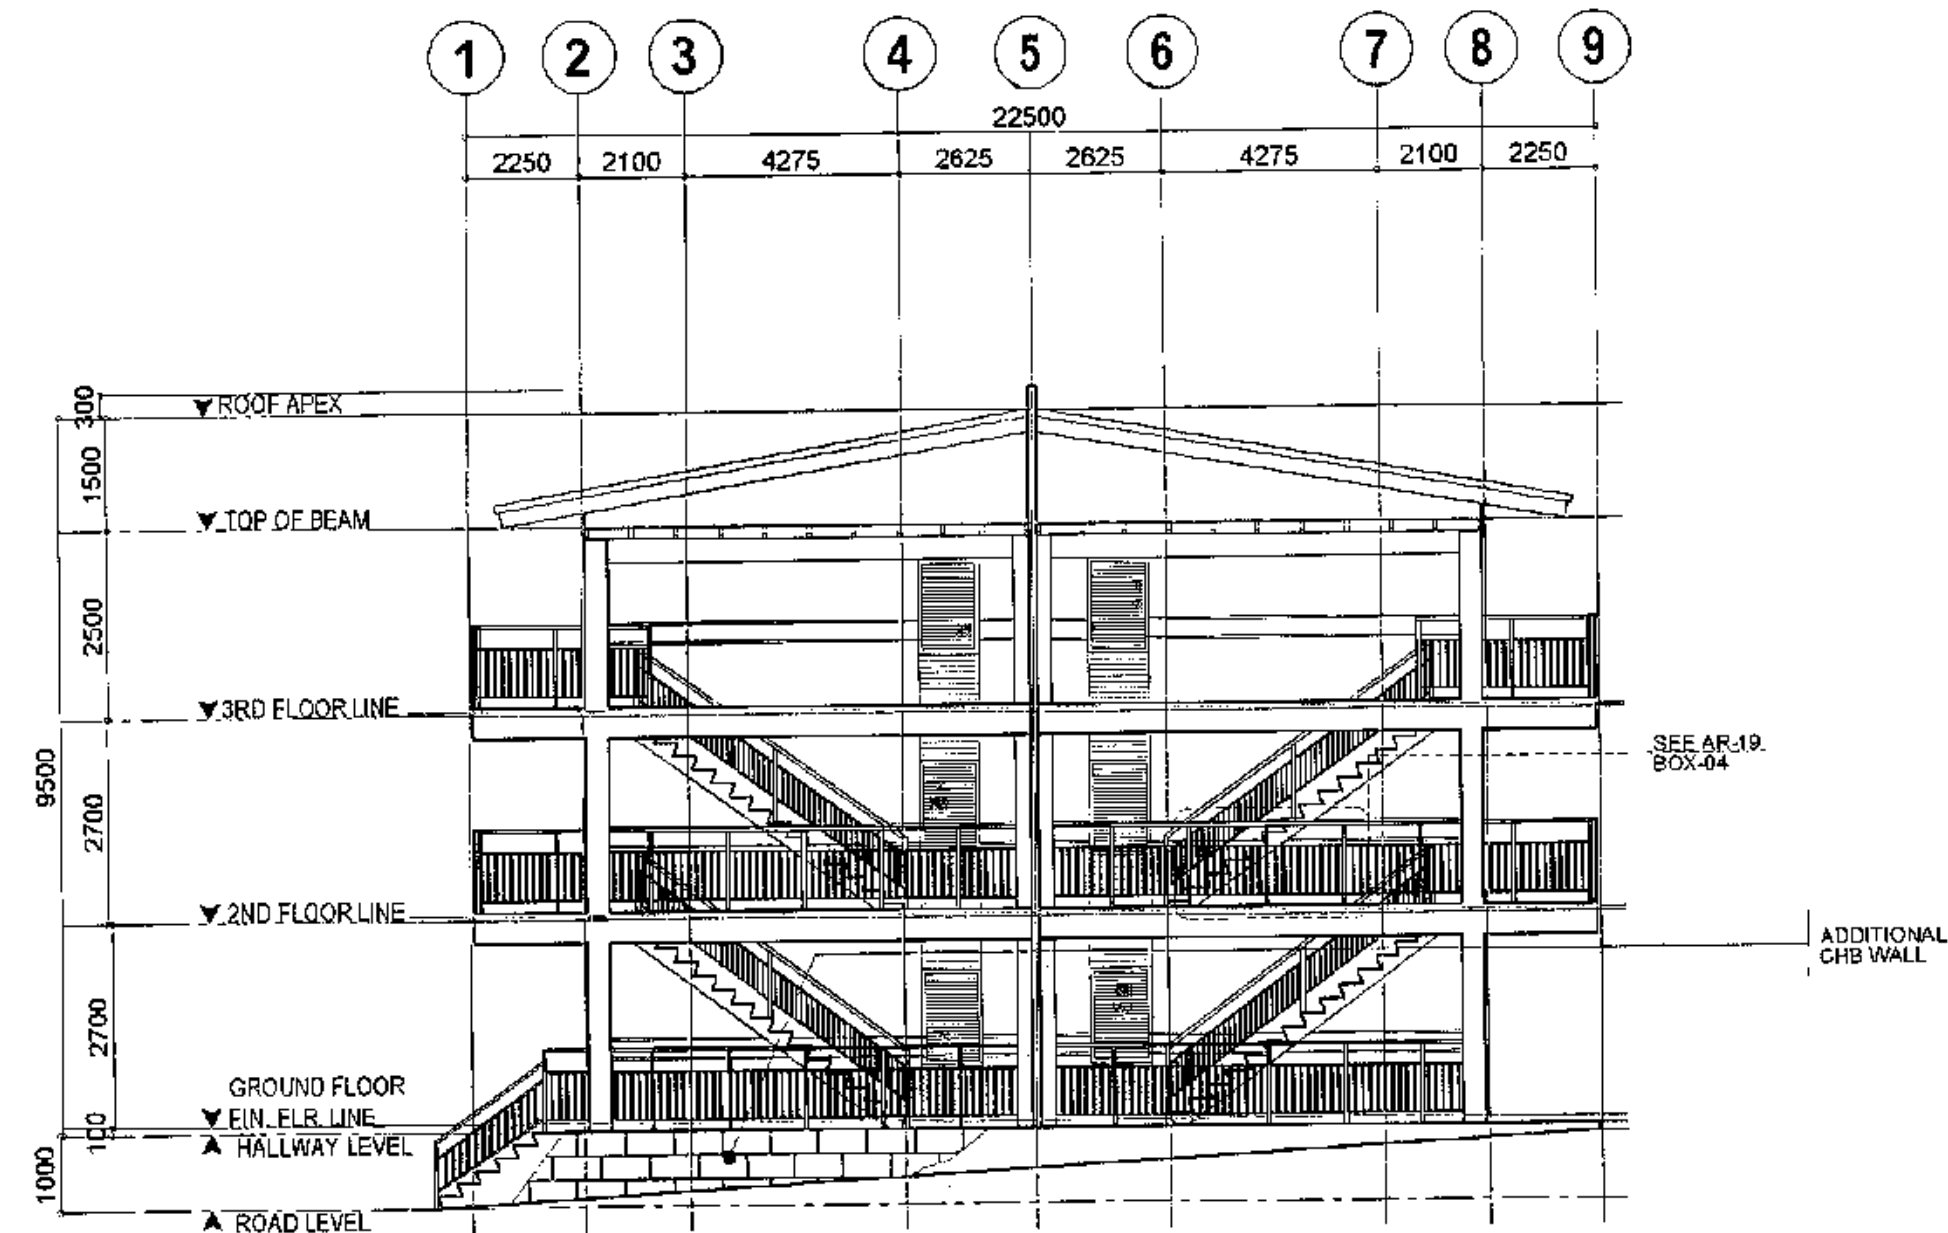 1 2 3 4 5 6 7 8 9
22500
2250 2100 4275 2625 2625 4275 2100 2250
300
ROOF APEX
1500
TOP OF BEAM
2500
3RD FLOOR LINE
SEE AR-19
BOX-04
9500
2700
2ND FLOOR LINE
ADDITIONAL
CHB WALL
2700
GROUND FLOOR
FIN. FLR. LINE
100
HALLWAY LEVEL
1000
ROAD LEVEL